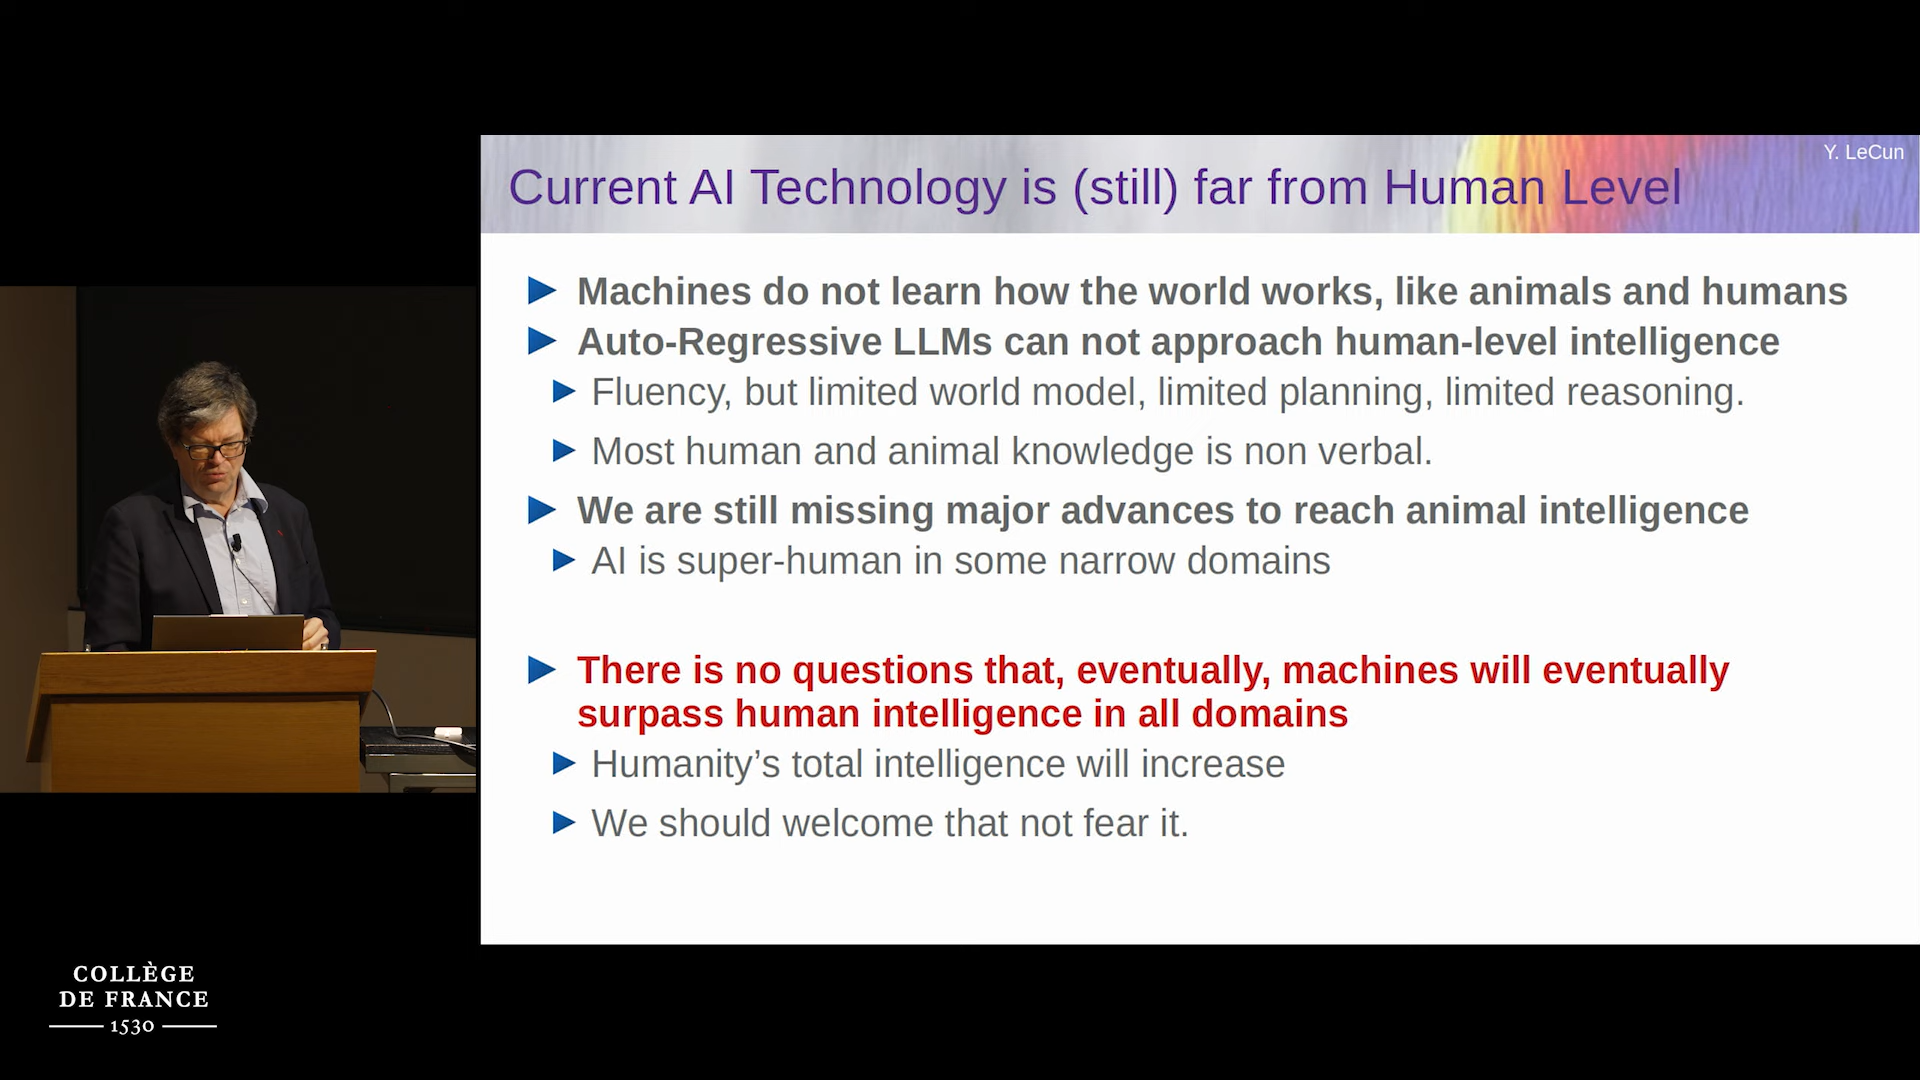 Y. LeCun
Current AI Technology is (still) far from Human Level
Machines do not learn how the world works, like animals and humans
Auto-Regressive LLMs can not approach human-level intelligence
Fluency, but limited world model, limited planning, limited reasoning.
Most human and animal knowledge is non verbal.
We are still missing major advances to reach animal intelligence
AI is super-human in some narrow domains
There is no questions that, eventually, machines will eventually
surpass human intelligence in all domains
Humanity’s total intelligence will increase
We should welcome that not fear it.
COLLÈGE
DE FRANCE
1530